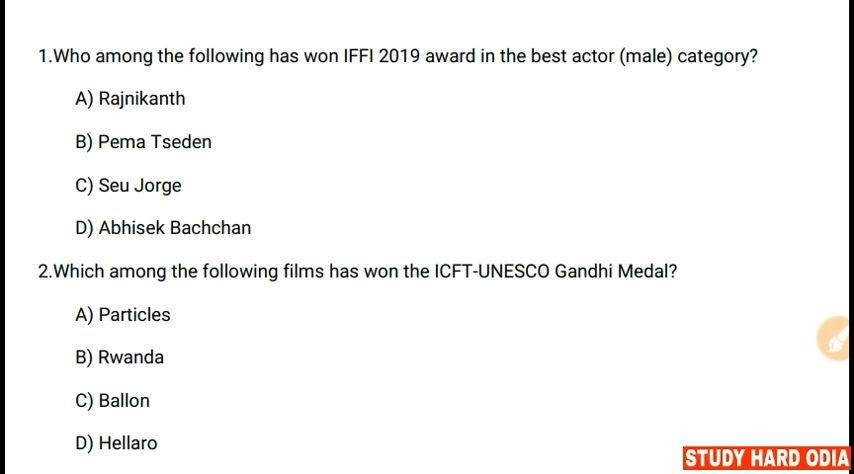 1.Who among the following has won IFFI 2019 award in the best actor (male) category?
A) Rajnikanth
B) Pema Tseden
C) Seu Jorge
D) Abhisek Bachchan
2.Which among the following films has won the ICFT-UNESCO Gandhi Medal?
A) Particles
B) Rwanda
C) Ballon
D) Hellaro
STUDY HARD ODIA